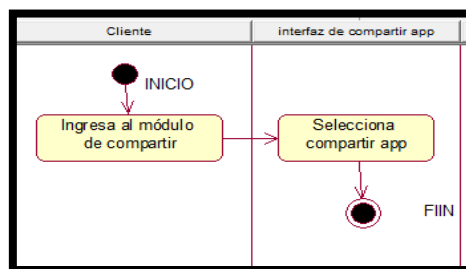 Cliente
interfaz de compartir app
INICIO
Ingresa al módulo
de compartir
Selecciona
compartir app
FIIN